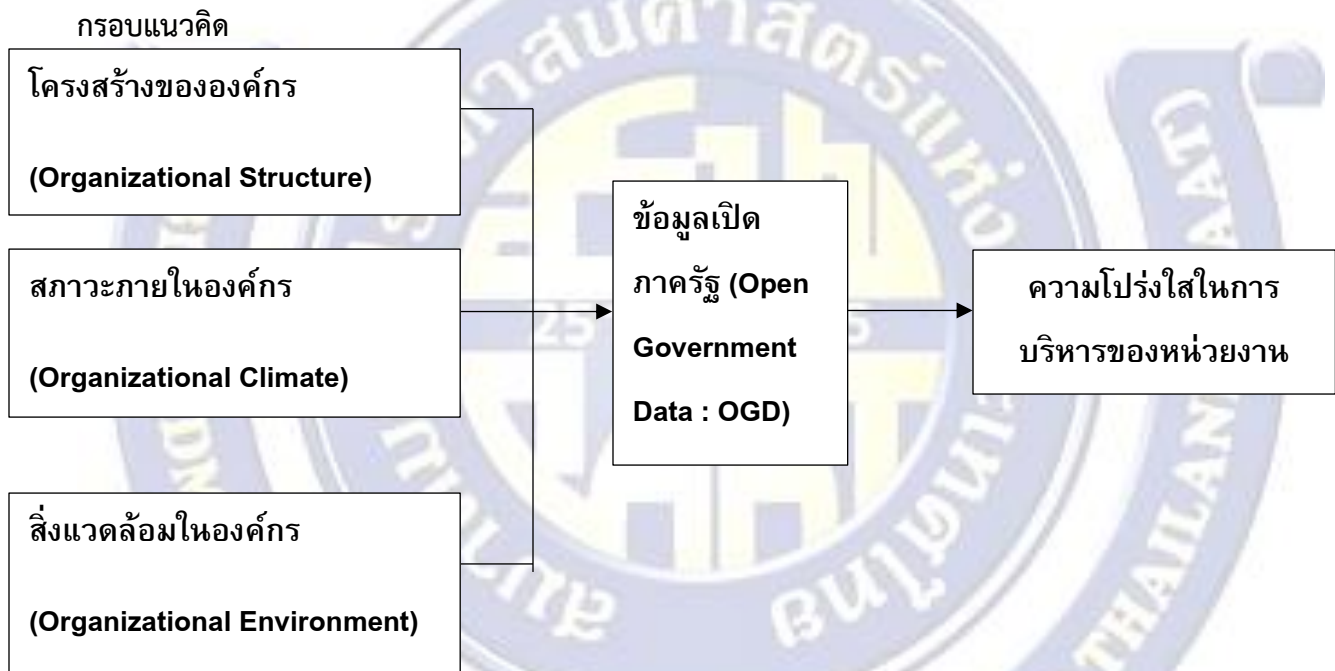 กรอบแนวคิด
โครงสร้างขององค์กร
(Organizational Structure)
สภาวะภายในองค์กร
(Organizational Climate)
สิ่งแวดล้อมในองค์กร
(Organizational Environment)
ข้อมูลเปิด
ภาครัฐ (Open
Government
Data : OGD)
ความโปร่งใสในการ
บริหารของหน่วยงาน
THAILAND